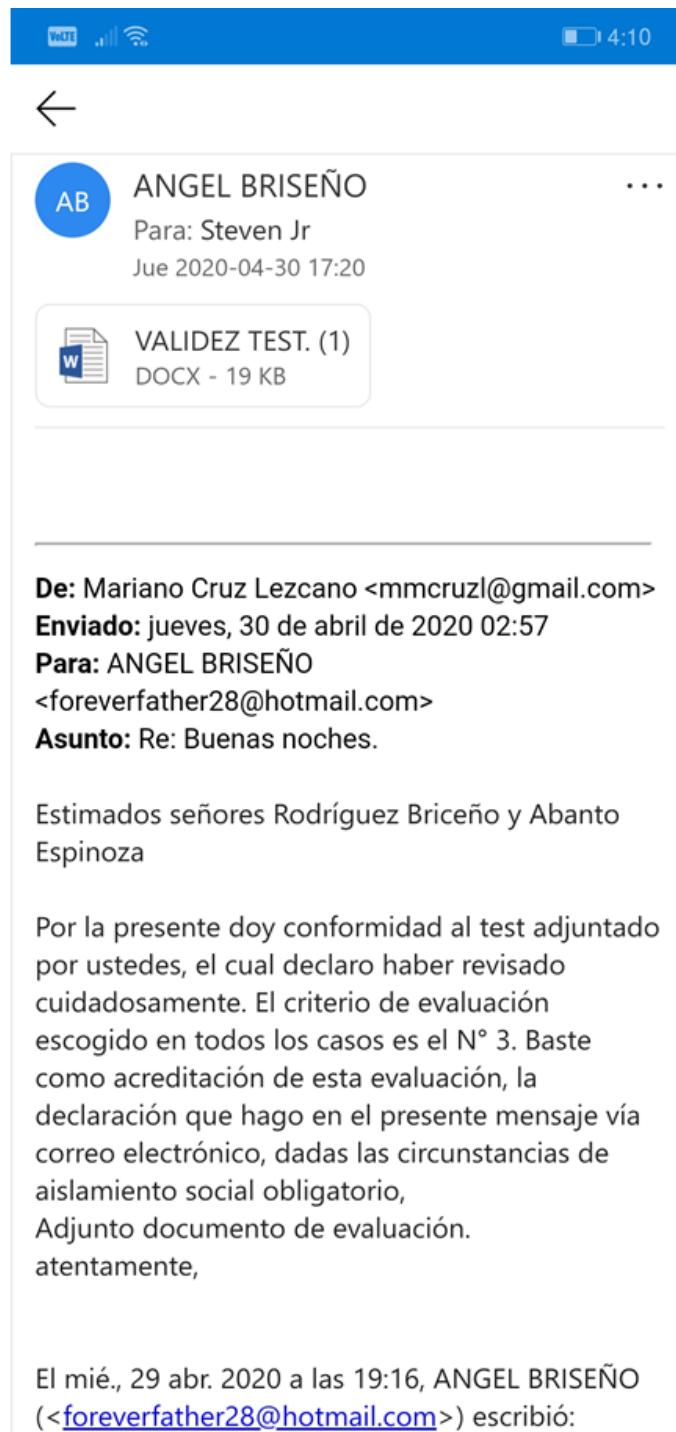 VoLTE 4:10
AB
ANGEL BRISEÑO
Para: Steven Jr
Jue 2020-04-30 17:20
W
VALIDEZ TEST. (1)
DOCX - 19 KB
De: Mariano Cruz Lezcano <mmcruzl@gmail.com>
Enviado: jueves, 30 de abril de 2020 02:57
Para: ANGEL BRISEÑO
<foreverfather28@hotmail.com>
Asunto: Re: Buenas noches.
Estimados señores Rodríguez Briceño y Abanto
Espinoza
Por la presente doy conformidad al test adjuntado
por ustedes, el cual declaro haber revisado
cuidadosamente. El criterio de evaluación
escogido en todos los casos es el N° 3. Baste
como acreditación de esta evaluación, la
declaración que hago en el presente mensaje vía
correo electrónico, dadas las circunstancias de
aislamiento social obligatorio,
Adjunto documento de evaluación.
atentamente,
El mié., 29 abr. 2020 a las 19:16, ANGEL BRISEÑO
(<foreverfather28@hotmail.com>) escribió: